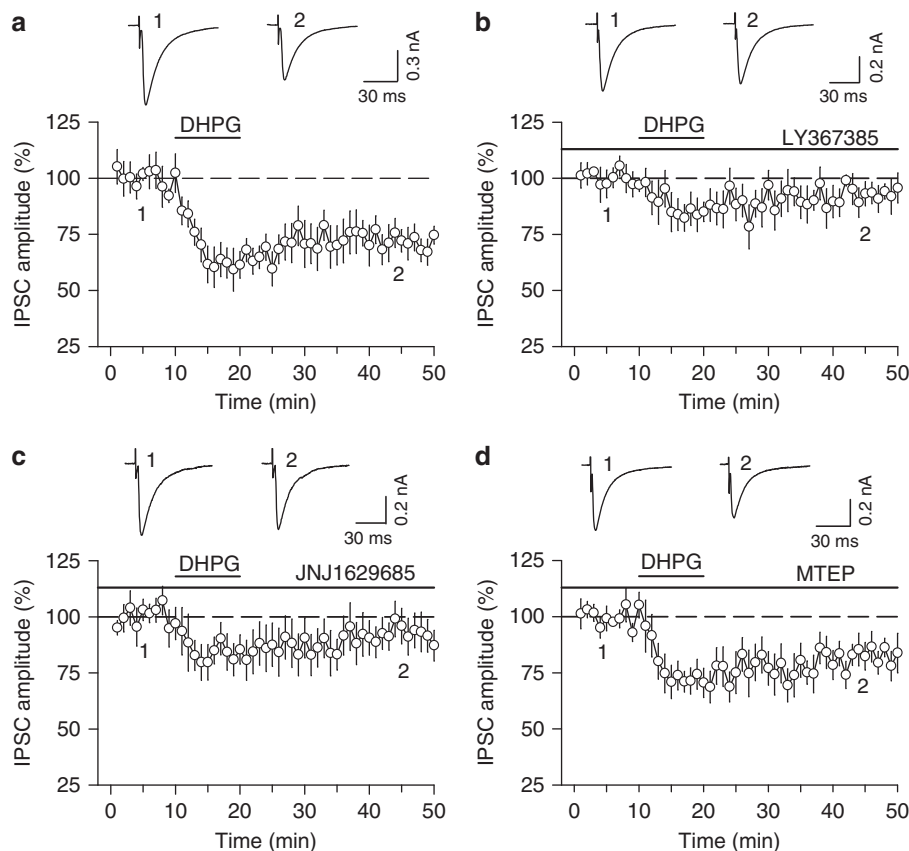 a
1 2
0.3 nA
30 ms
DHPG
125
100
75
50
25
1
2
IPSC amplitude (%)
0 10 20 30 40 50
Time (min)
b
1 2
0.2 nA
30 ms
DHPG
LY367385
125
100
75
50
25
1
2
IPSC amplitude (%)
0 10 20 30 40 50
Time (min)
c
1 2
0.2 nA
30 ms
DHPG
JNJ1629685
125
100
75
50
25
1
2
IPSC amplitude (%)
0 10 20 30 40 50
Time (min)
d
1 2
0.2 nA
30 ms
DHPG
MTEP
125
100
75
50
25
1
2
IPSC amplitude (%)
0 10 20 30 40 50
Time (min)